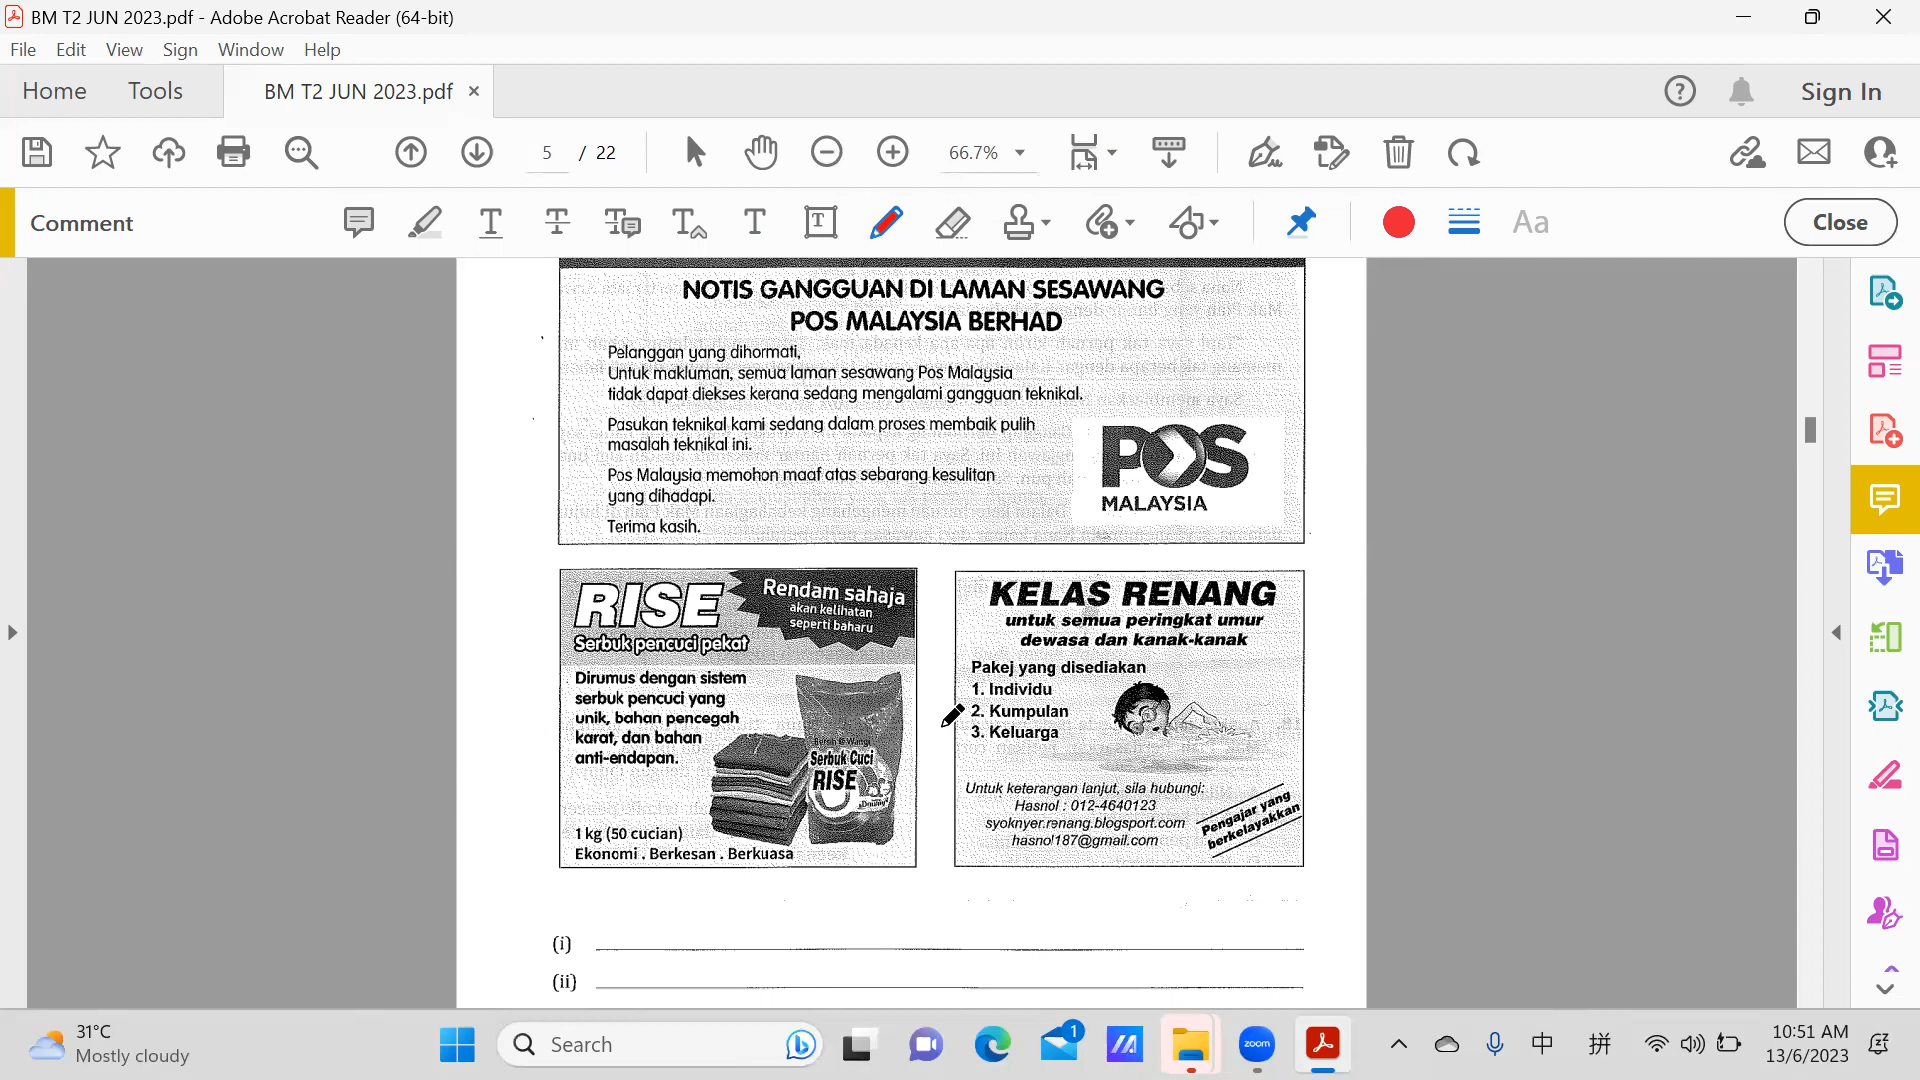 BM T2 JUN 2023.pdf - Adobe Acrobat Reader (64-bit)
File Edit View Sign Window Help
Home Tools BM T2 JUN 2023.pdf × Sign In
5 / 22 66.7%
Comment Aa Close
NOTIS GANGGUAN DI LAMAN SESAWANG
POS MALAYSIA BERHAD
Pelanggan yang dihormati,
Untuk makluman, semua laman sesawang Pos Malaysia
tidak dapat diekses kerana sedang mengalami gangguan teknikal.
Pasukan teknikal kami sedang dalam proses membaik pulih
masalah teknikal ini.
Pos Malaysia memohon maaf atas sebarang kesulitan
yang dihadapi.
Terima kasih.
POS
MALAYSIA
RISE
Serbuk pencuci pekat
Rendam sahaja
akan kelihatan
seperti baharu
Dirumus dengan sistem
serbuk pencuci yang
unik, bahan pencegah
karat, dan bahan
anti-endapan.
Serbuk Cuci
RISE
1 kg (50 cucian)
Ekonomi . Berkesan . Berkuasa
KELAS RENANG
untuk semua peringkat umur
dewasa dan kanak-kanak
Pakej yang disediakan
1. Individu
2. Kumpulan
3. Keluarga
Untuk keterangan lanjut, sila hubungi:
Hasnol : 012-4640123
syoknyer.renang.blogsport.com
hasnol187@gmail.com
Pengajar yang
berkelayakkan
(i)
(ii)
31°C
Mostly cloudy
Search
1
zoom
中 拼
10:51 AM
13/6/2023